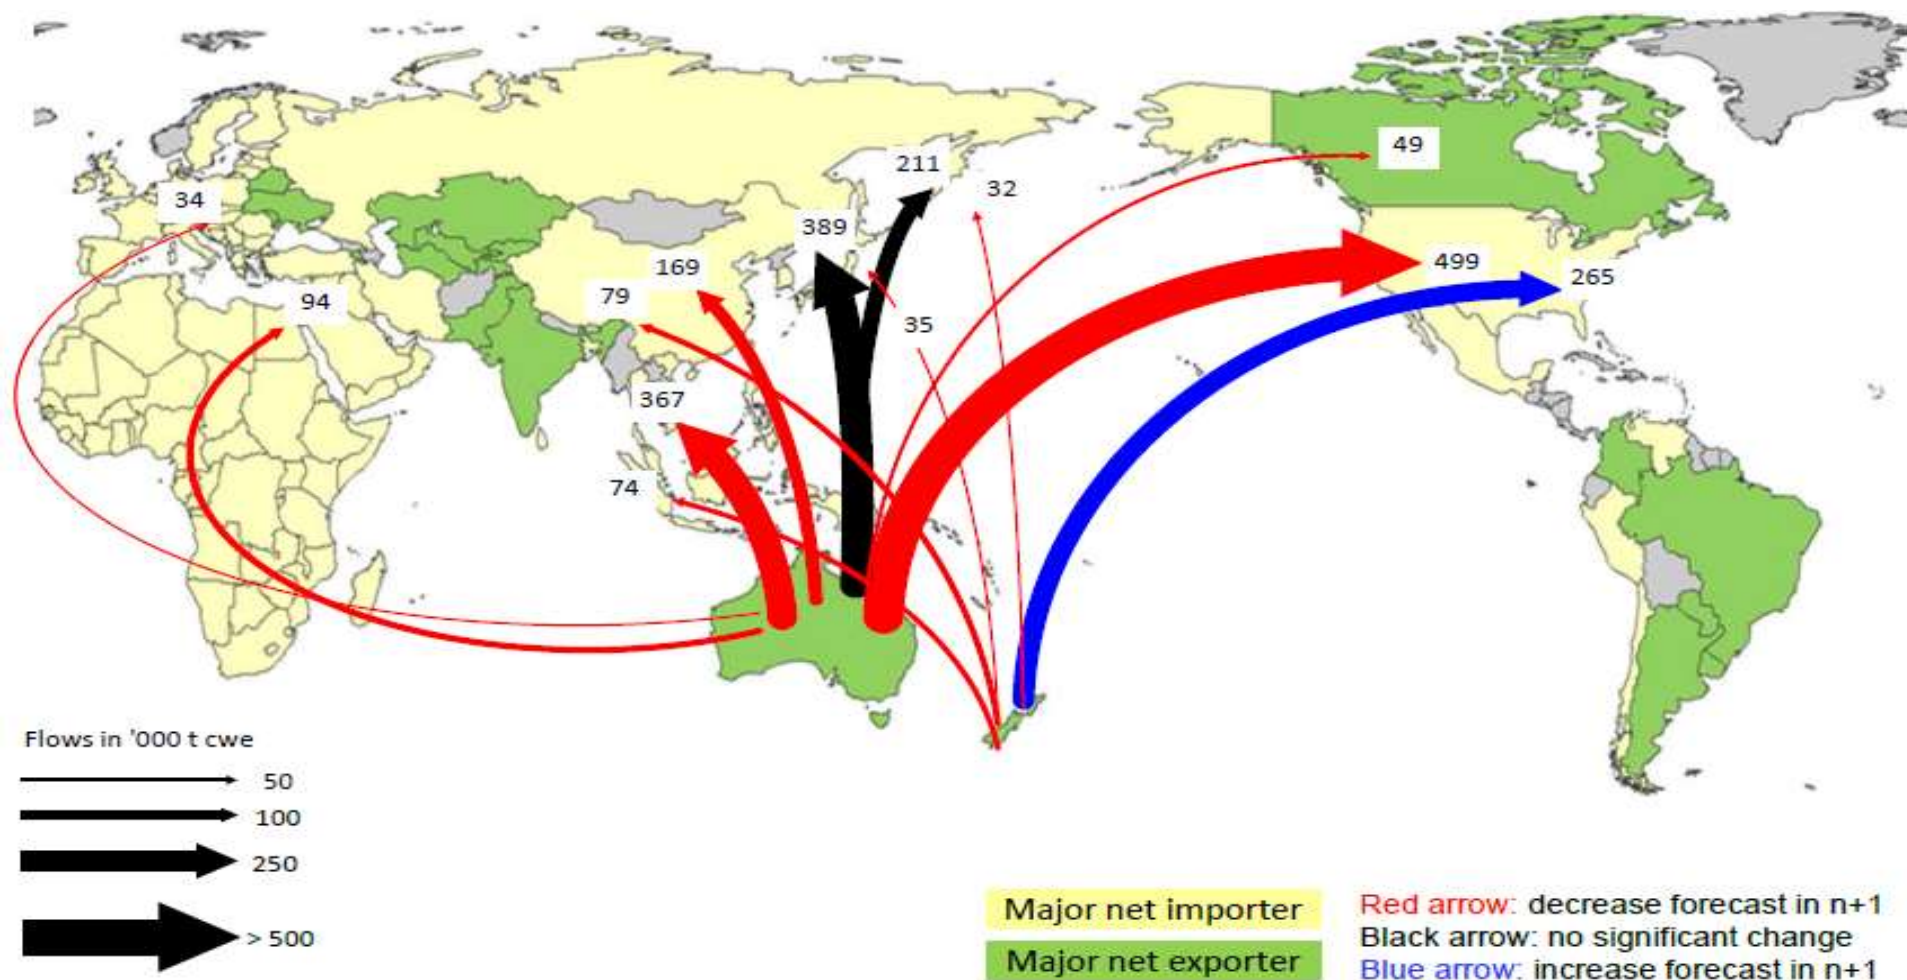 49
211
32
34
389
499
169
265
79
94
35
367
74
Flows in '000 t cwe
50
100
250
> 500
Major net importer
Major net exporter
Red arrow: decrease forecast in n+1
Black arrow: no significant change
Blue arrow: increase forecast in n+1